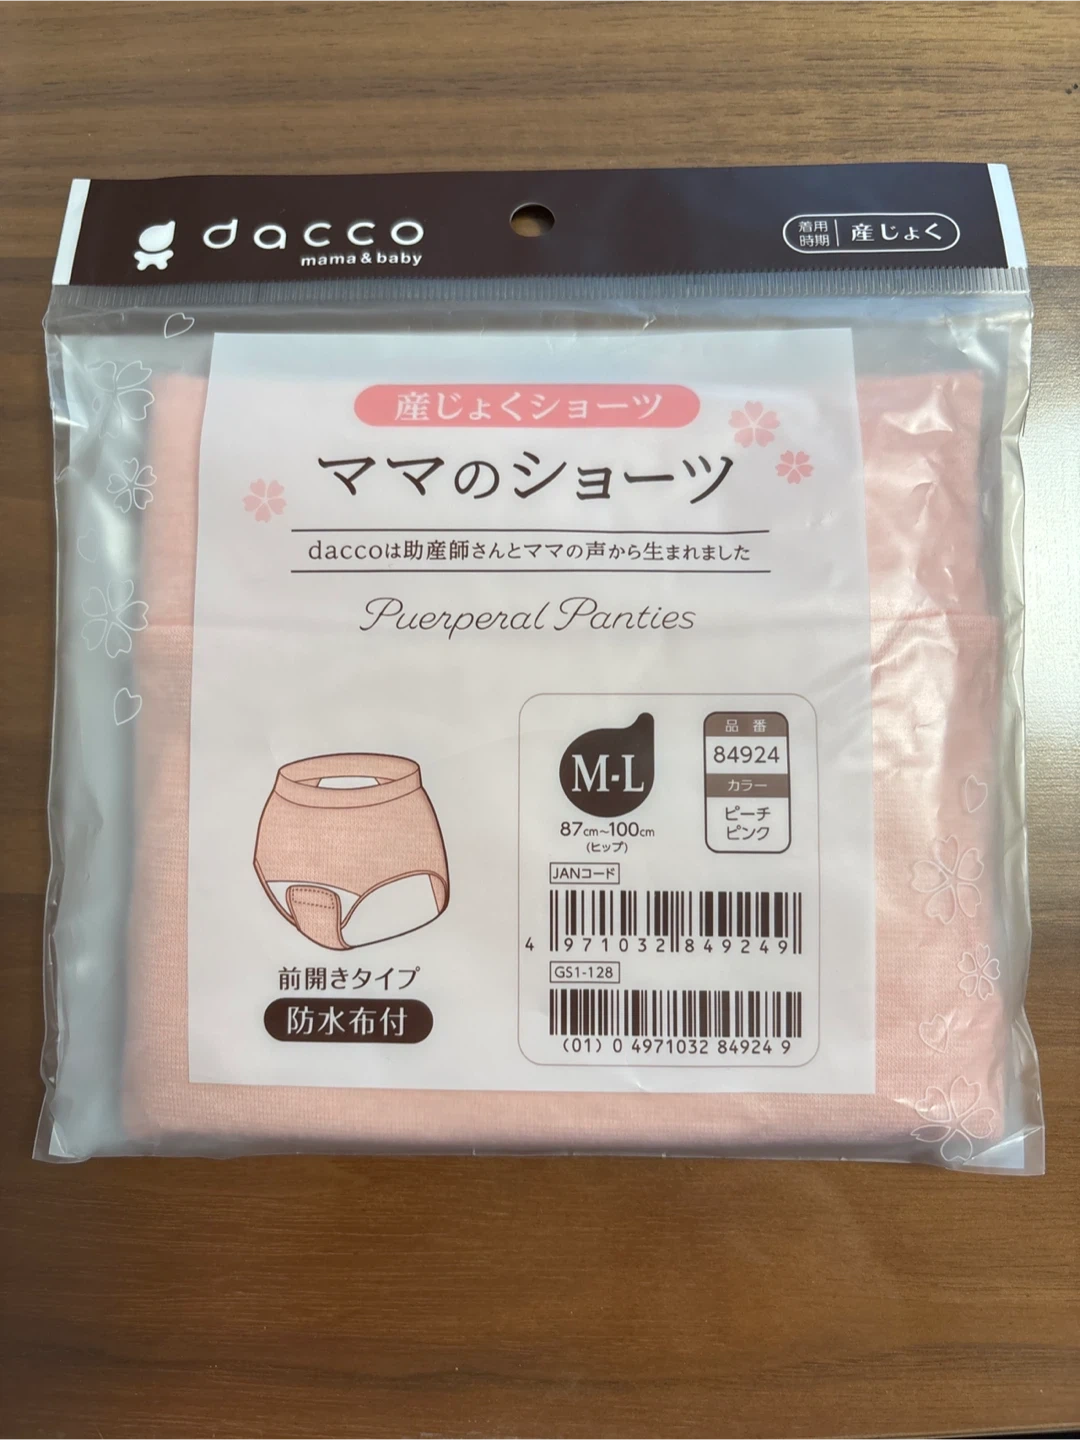 dacco
mama & baby
着用時期 産じょく
産じょくショーツ
ママのショーツ
daccoは助産師さんとママの声から生まれました
Puerperal Panties
M-L
87cm~100cm
(ヒップ)
品番
84924
カラー
ピーチ
ピンク
JANコード
4 971032 849249
GS1-128
(01) 0 4971032 84924 9
前開きタイプ
防水布付